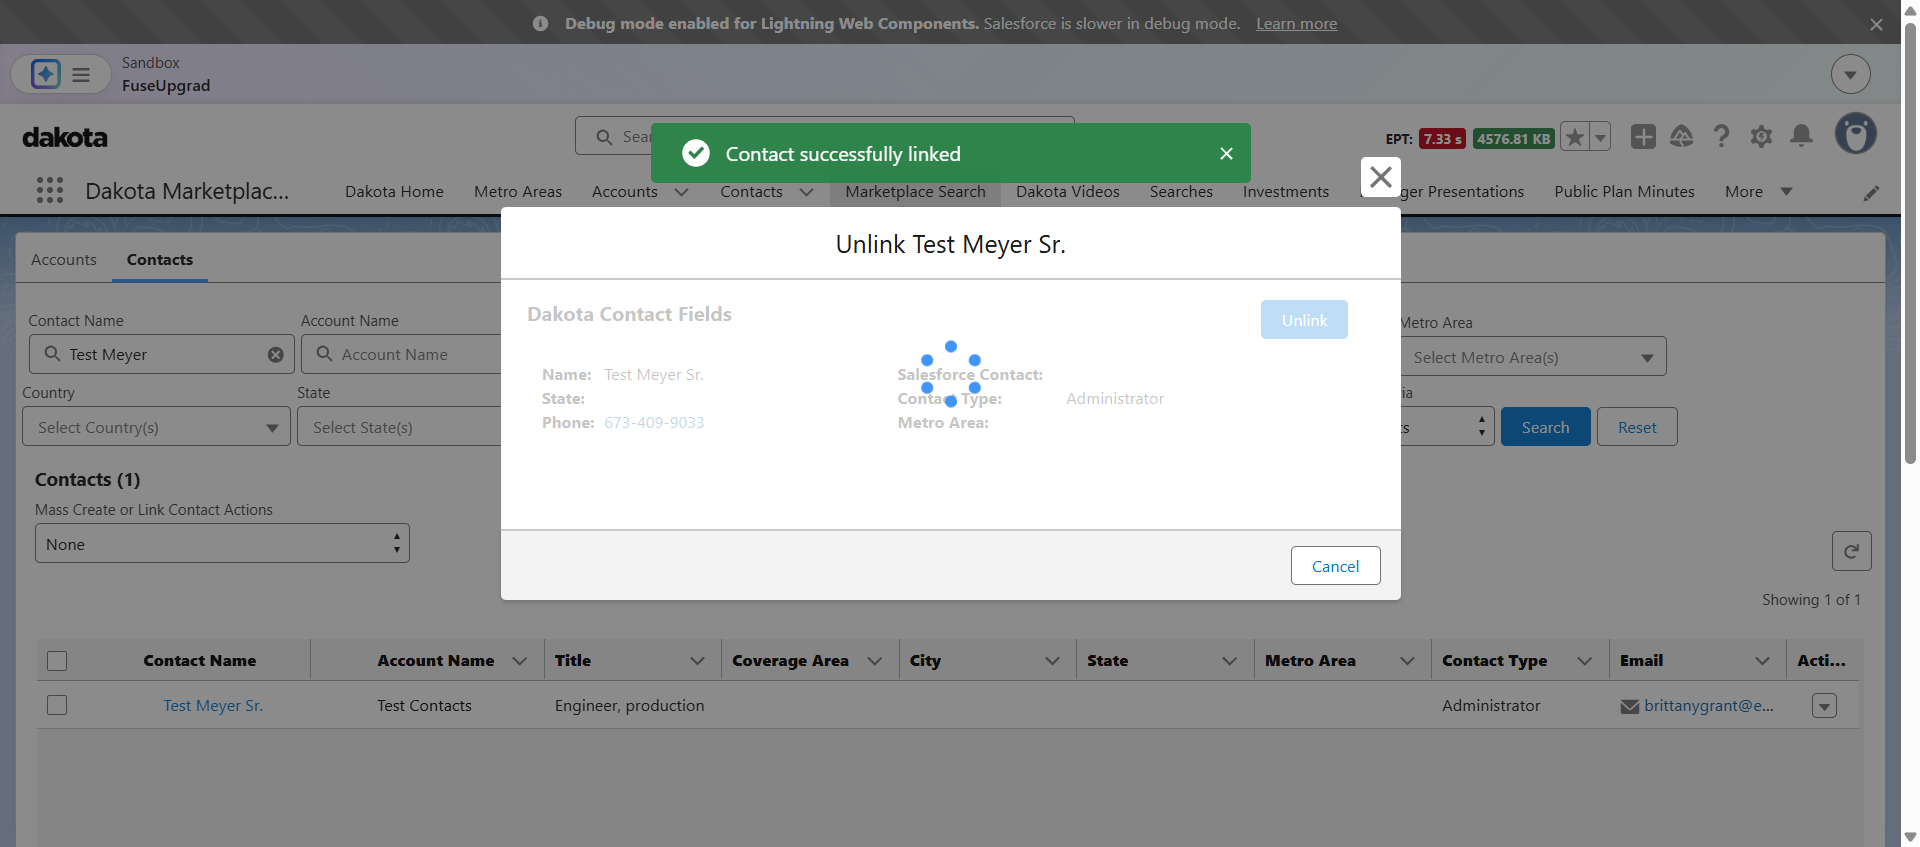 Debug mode enabled for Lightning Web Components. Salesforce is slower in debug mode. Learn more
Sandbox
FuseUpgrad
dakota
Sea
EPT: 7.33 s 4576.81 KB
Contact successfully linked
Dakota Marketplac...
Dakota Home
Metro Areas
Accounts
Contacts
Marketplace Search
Dakota Videos
Searches
Investments
ger Presentations
Public Plan Minutes
More
Unlink Test Meyer Sr.
Accounts
Contacts
Dakota Contact Fields
Unlink
Contact Name
Account Name
Metro Area
Test Meyer
Account Name
Select Metro Area(s)
Name: Test Meyer Sr.
Salesforce Contact:
State:
Contact Type: Administrator
Phone: 673-409-9033
Metro Area:
Country
State
ia
Select Country(s)
Select State(s)
s
Search
Reset
Contacts (1)
Mass Create or Link Contact Actions
None
Cancel
Showing 1 of 1
Contact Name
Account Name
Title
Coverage Area
City
State
Metro Area
Contact Type
Email
Acti...
Test Meyer Sr.
Test Contacts
Engineer, production
Administrator
brittanygrant@e...